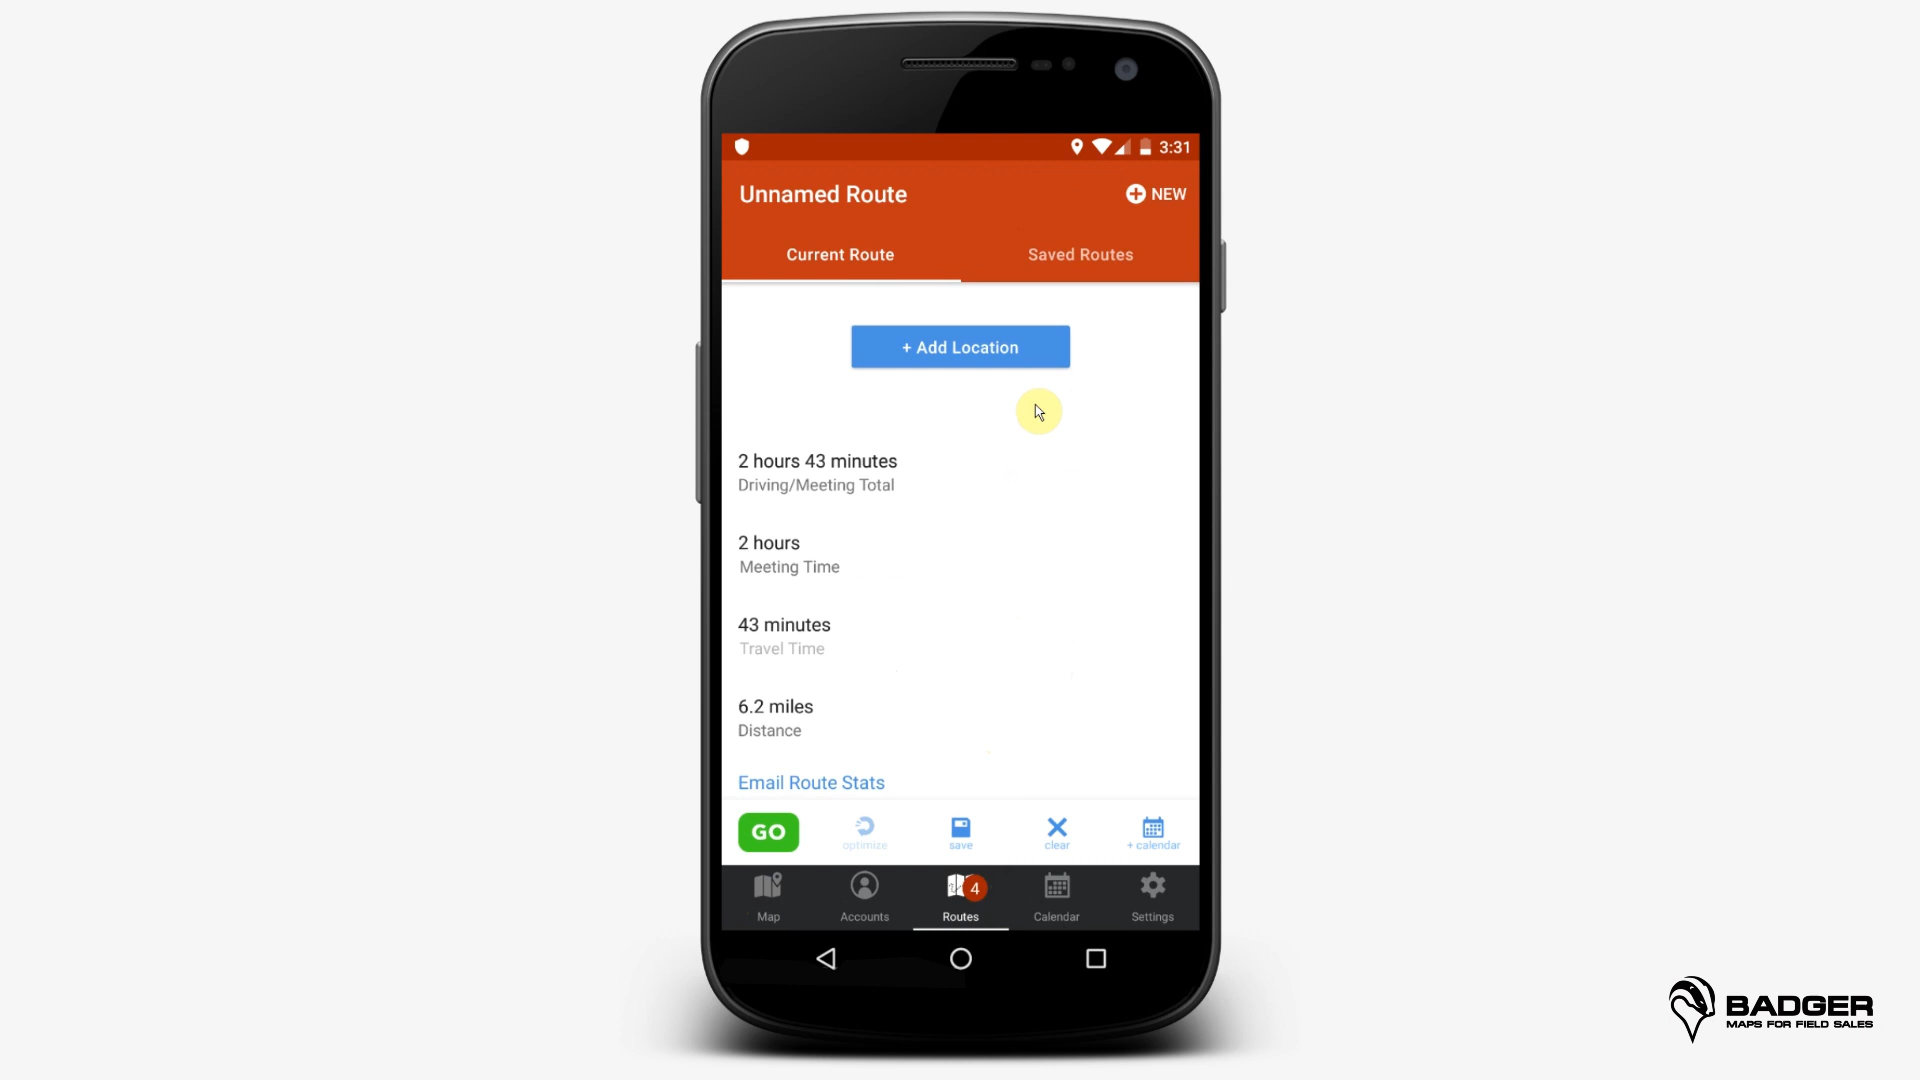 3:31
Unnamed Route
NEW
Current Route
Saved Routes
+ Add Location
2 hours 43 minutes
Driving/Meeting Total
2 hours
Meeting Time
43 minutes
Travel Time
6.2 miles
Distance
Email Route Stats
GO
optimize
save
clear
+ calendar
4
Map
Accounts
Routes
Calendar
Settings
BADGER
MAPS FOR FIELD SALES